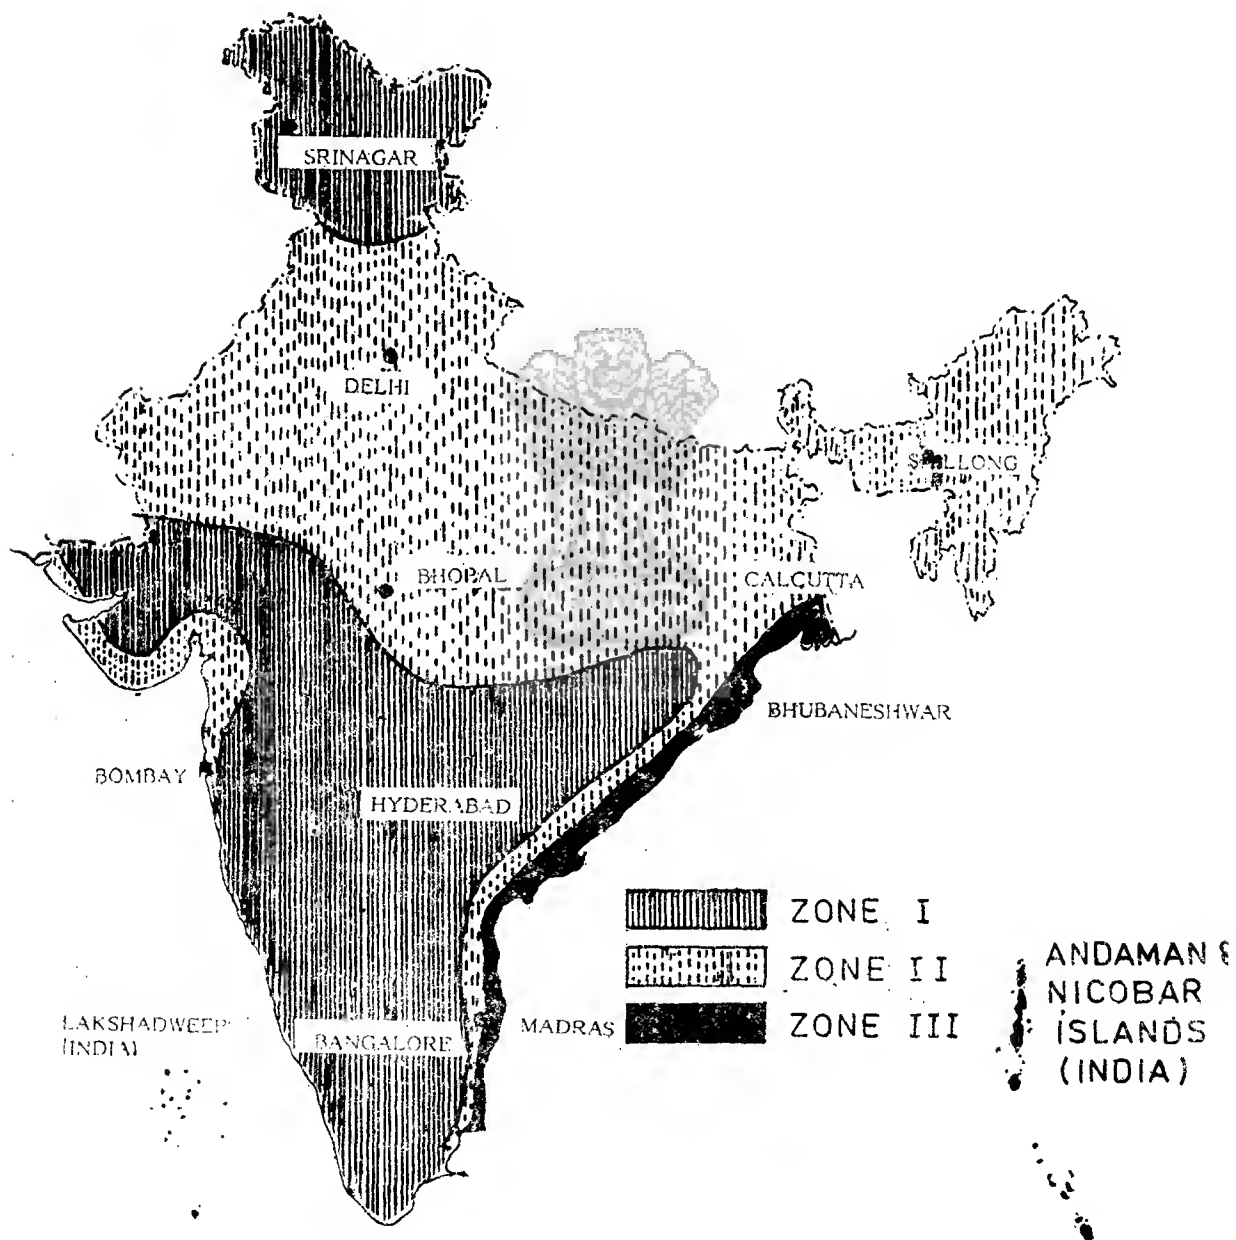 SRINAGAR
DELHI
SHILLONG
BHOPAL
CALCUTTA
BHUBANESHWAR
BOMBAY
HYDERABAD
ZONE I
ZONE II
ZONE III
ANDAMAN &
NICOBAR
ISLANDS
(INDIA)
LAKSHADWEEP
(INDIA)
BANGALORE
MADRAS